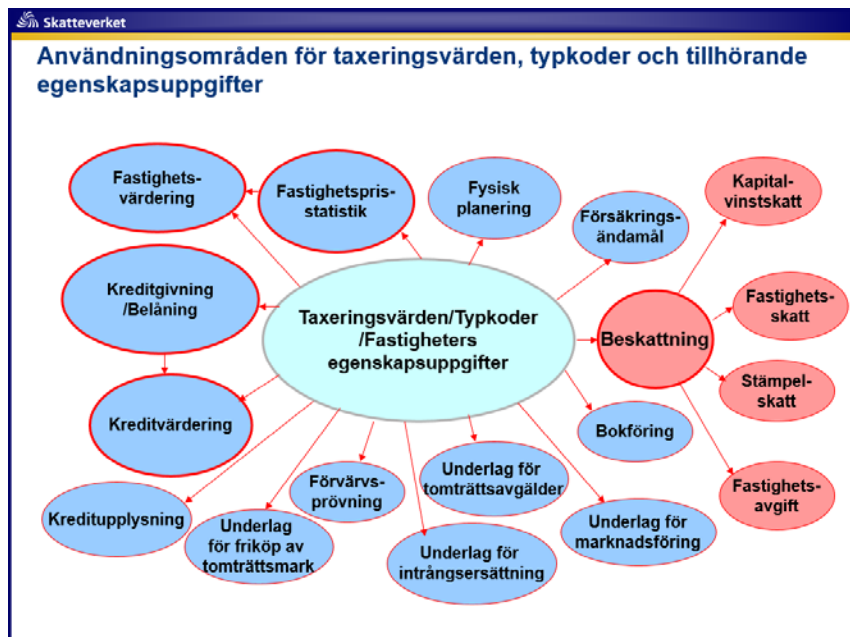 Skatteverket
Användningsområden för taxeringsvärden, typkoder och tillhörande
egenskapsuppgifter
Fastighets-
värdering
Fastighetspris-
statistik
Fysisk
planering
Försäkrings-
ändamål
Kapital-
vinstskatt
Kreditgivning
/Belåning
Taxeringsvärden/Typkoder
/Fastigheters
egenskapsuppgifter
Beskattning
Fastighets-
skatt
Stämpel-
skatt
Kreditvärdering
Bokföring
Kreditupplysning
Underlag
för friköp av
tomträttsmark
Förvärvs-
prövning
Underlag för
tomträttsavgälder
Underlag för
intrångsersättning
Underlag för
marknadsföring
Fastighets-
avgift